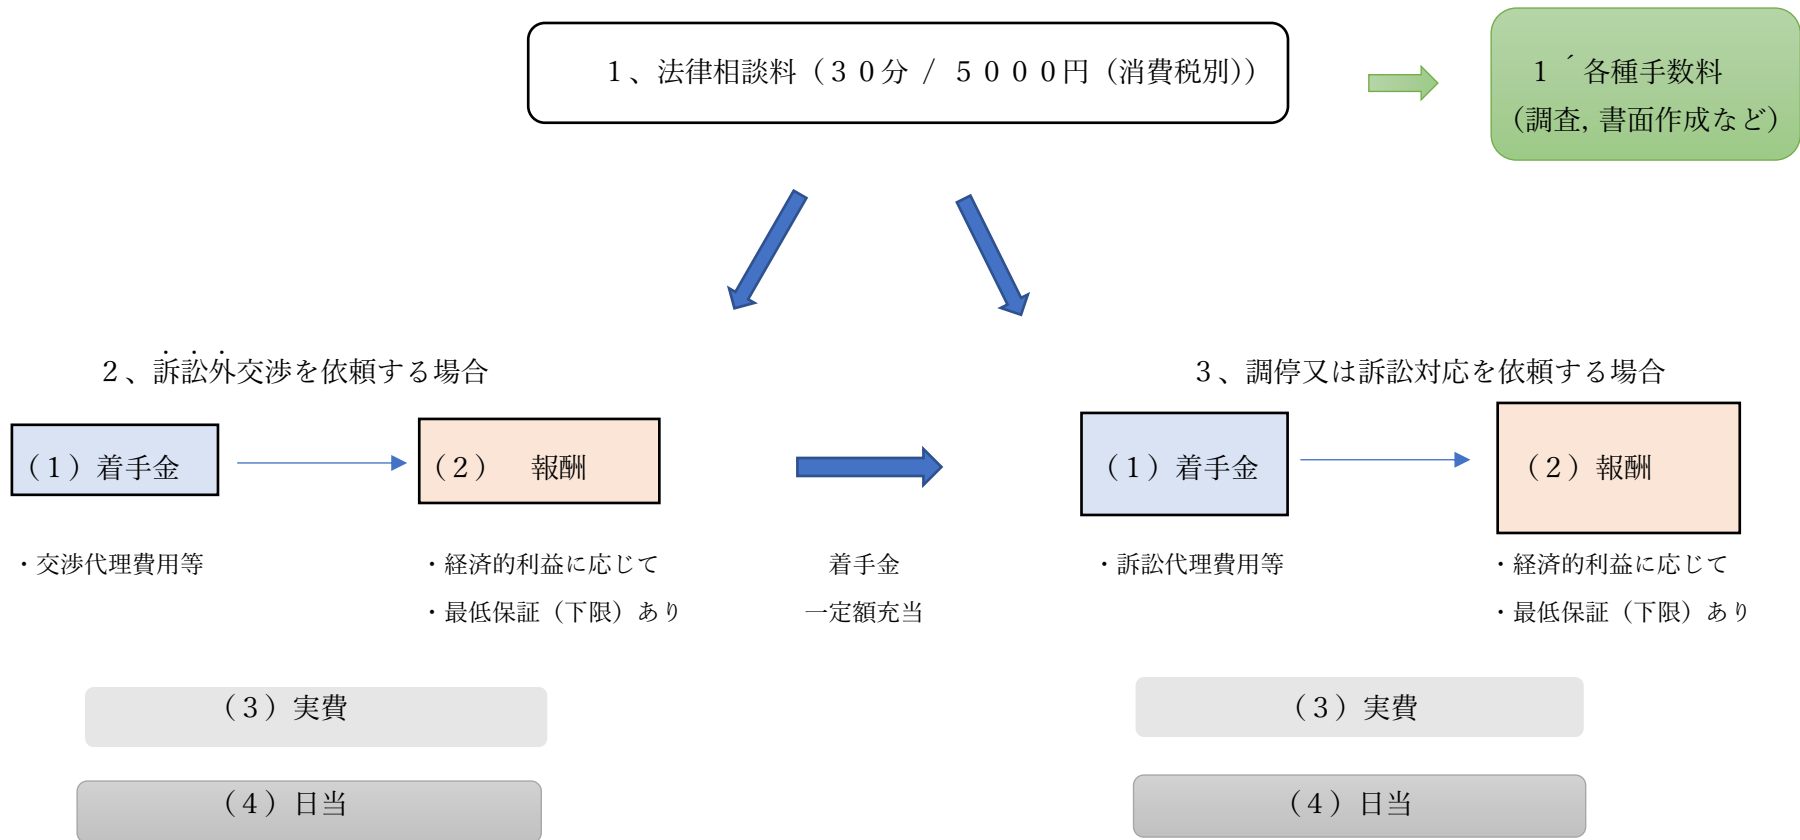 １、法律相談料（３０分 / ５０００円（消費税別））
１´各種手数料
（調査,書面作成など）
２、訴訟外交渉を依頼する場合
（１）着手金
（２）　報酬
・交渉代理費用等
・経済的利益に応じて
・最低保証（下限）あり
着手金
一定額充当
（３）実費
（４）日当
３、調停又は訴訟対応を依頼する場合
（１）着手金
（２）報酬
・訴訟代理費用等
・経済的利益に応じて
・最低保証（下限）あり
（３）実費
（４）日当